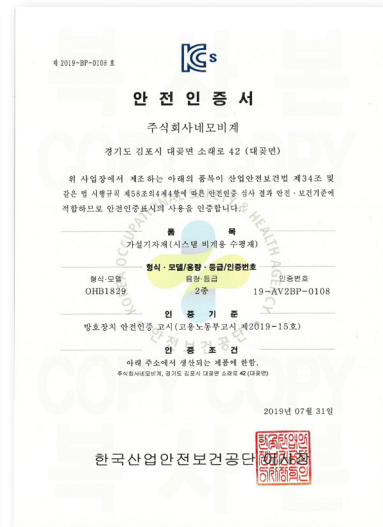 제 2019-BP-0108 호
KCs
안 전 인 증 서
주식회사네모비계
경기도 김포시 대곶면 소래로 42 (대곶면)
위 사업장에서 제조하는 아래의 품목이 산업안전보건법 제34조 및
같은 법 시행규칙 제58조의4제4항에 따른 안전인증 심사 결과 안전·보건기준에
적합하므로 안전인증표시의 사용을 인증합니다.
품 목
가설기자재(시스템 비계용 수평재)
형식·모델/용량·등급/인증번호
형식·모델 용량·등급 인증번호
OHB1829 2종 19-AV2BP-0108
인 증 기 준
방호장치 안전인증 고시(고용노동부고시 제2019-15호)
인 증 조 건
아래 주소에서 생산되는 제품에 한함,
주식회사네모비계, 경기도 김포시 대곶면 소래로 42 (대곶면)
2019년 07월 31일
한국산업안전보건공단 이사장
KOREA OCCUPATIONAL SAFETY & HEALTH AGENCY
안전보건공단